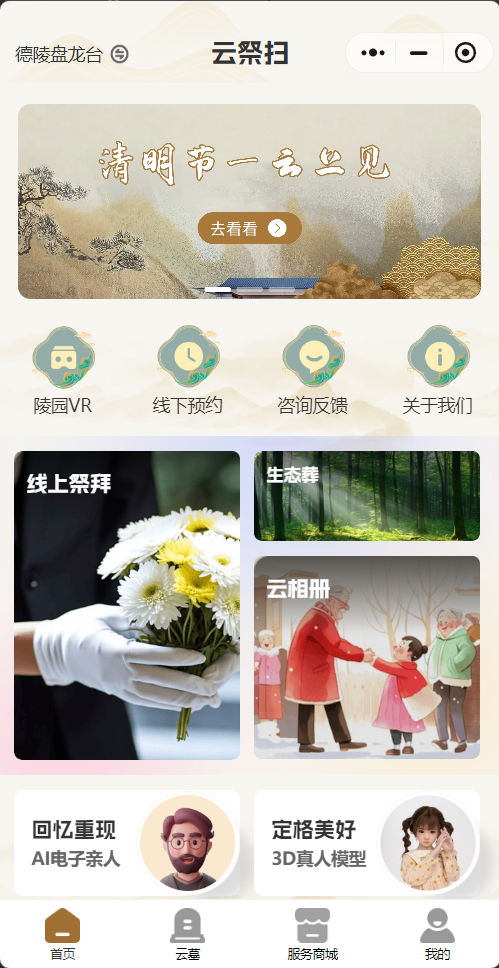 德陵盘龙台
云祭扫
清明节一云上见
去看看
陵园VR
线下预约
咨询反馈
关于我们
线上祭拜
生态葬
云相册
回忆重现
AI电子亲人
定格美好
3D真人模型
首页
云墓
服务商城
我的